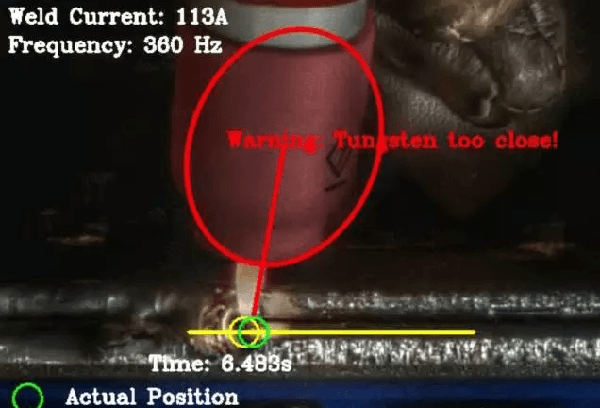 Weld Current: 113A
Frequency: 360 Hz
Warning: Tungsten too close!
Time: 6.483s
Actual Position